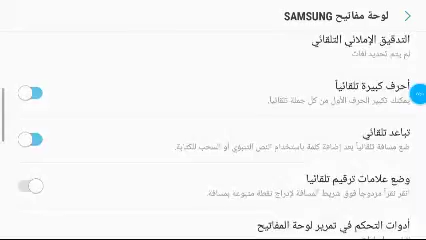 لوحة مفاتيح SAMSUNG
التدقيق الإملائي التلقائي
لم يتم تحديد لغات
أحرف كبيرة تلقائياً
يمكنك تكبير الحرف الأول من كل جملة تلقائياً.
تباعد تلقائي
ضع مسافة تلقائياً بعد إضافة كلمة باستخدام النص التنبؤي أو السحب للكتابة.
وضع علامات ترقيم تلقائيا
انقر نقراً مزدوجاً فوق شريط المسافة لإدراج نقطة متبوعة بمسافة.
أدوات التحكم في تمرير لوحة المفاتيح